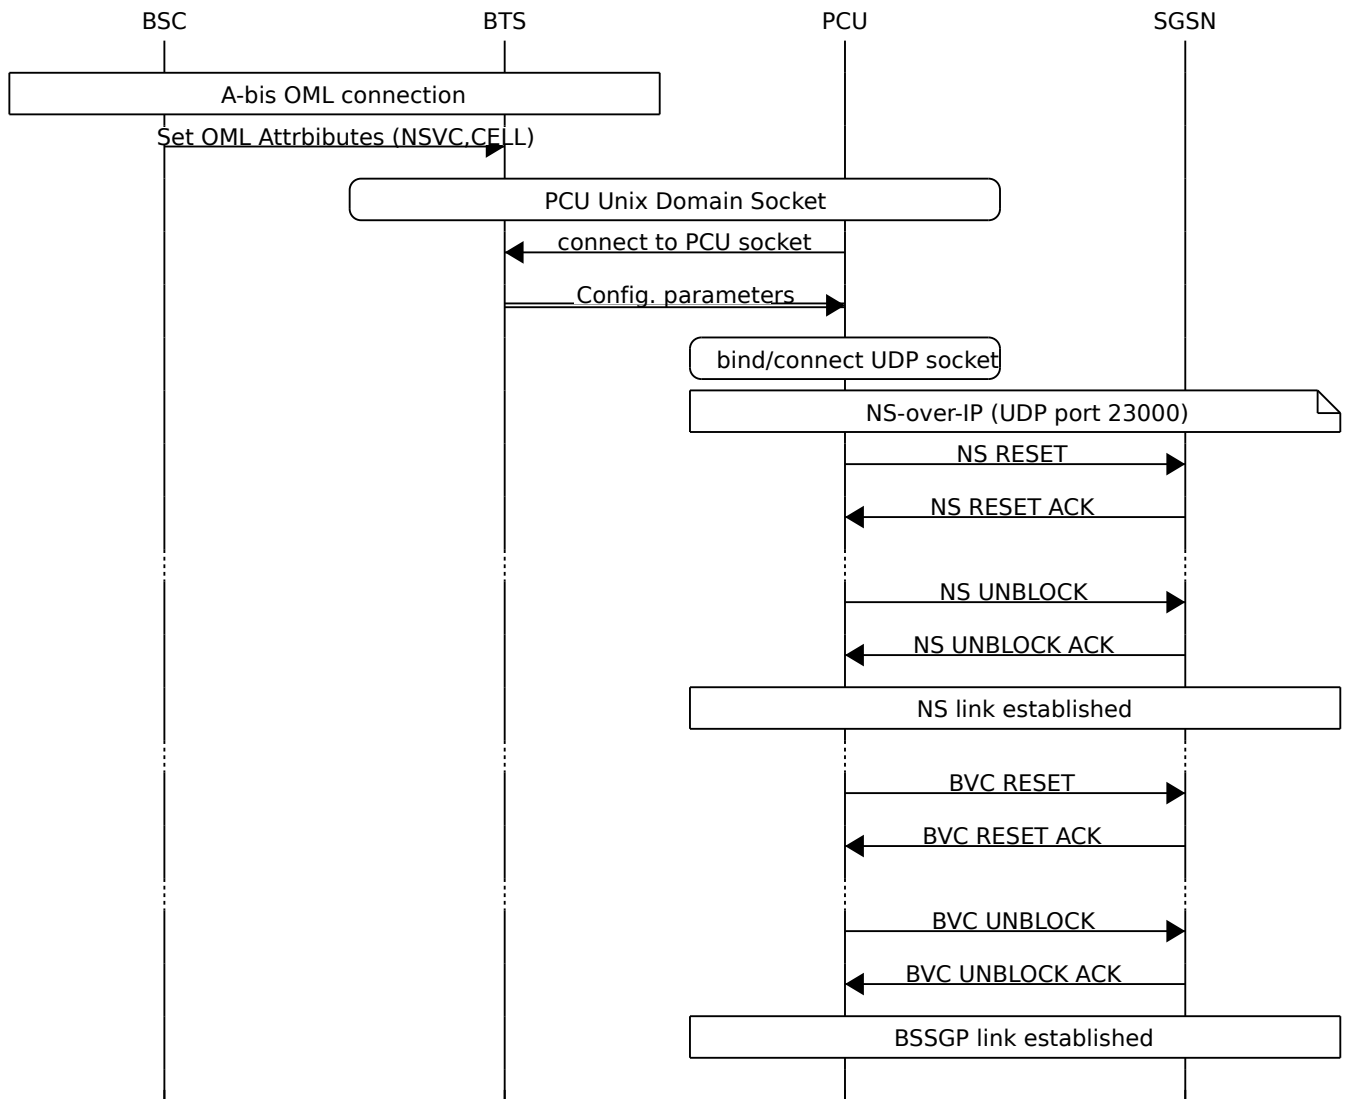 BSC BTS PCU SGSN
A-bis OML connection
Set OML Attrbibutes (NSVC,CELL)
PCU Unix Domain Socket
connect to PCU socket
Config. parameters
bind/connect UDP socket
NS-over-IP (UDP port 23000)
NS RESET
NS RESET ACK
NS UNBLOCK
NS UNBLOCK ACK
NS link established
BVC RESET
BVC RESET ACK
BVC UNBLOCK
BVC UNBLOCK ACK
BSSGP link established